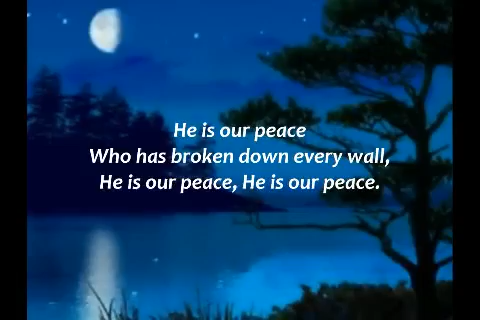 He is our peace
Who has broken down every wall,
He is our peace, He is our peace.